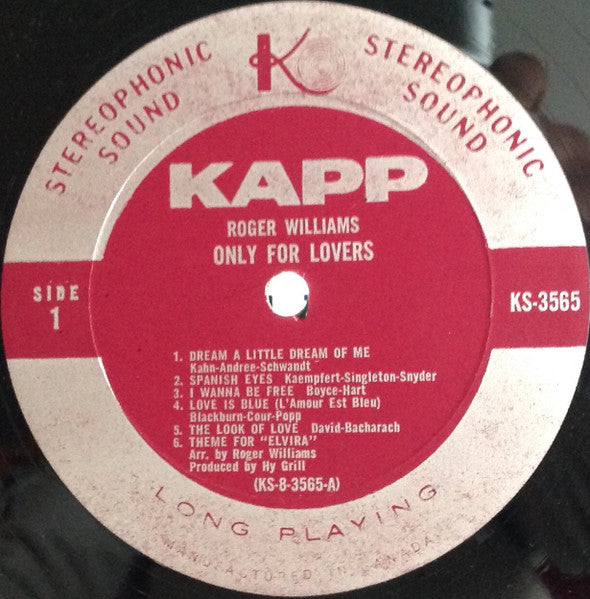 STEREOPHONIC SOUND
K
STEREOPHONIC SOUND
KAPP
ROGER WILLIAMS
ONLY FOR LOVERS
SIDE
1
KS-3565
1. DREAM A LITTLE DREAM OF ME
Kahn-Andree-Schwandt
2. SPANISH EYES Kaempfert-Singleton-Snyder
3. I WANNA BE FREE Boyce-Hart
4. LOVE IS BLUE (L'Amour Est Bleu)
Blackburn-Cour-Popp
5. THE LOOK OF LOVE David-Bacharach
6. THEME FOR "ELVIRA"
Arr. by Roger Williams
Produced by Hy Grill
(KS-8-3565-A)
LONG PLAYING
MANUFACTURED IN CANADA